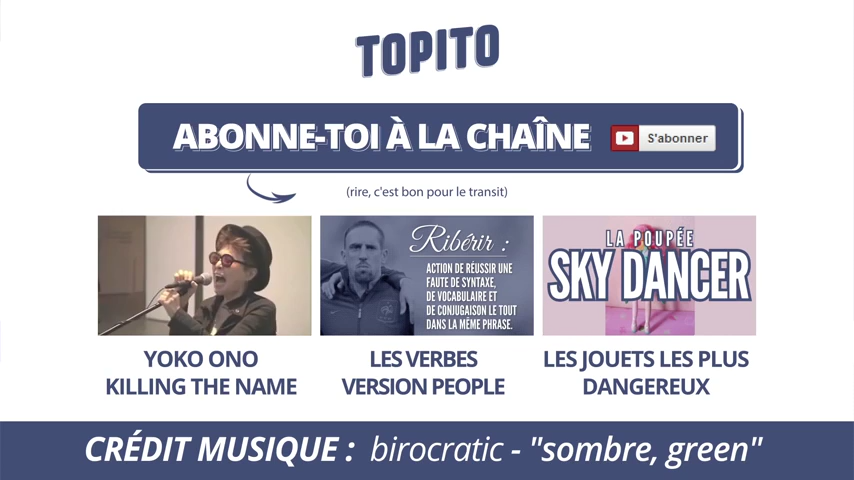 TOPITO
ABONNE-TOI À LA CHAÎNE
S'abonner
(rire, c'est bon pour le transit)
Ribérir :
ACTION DE RÉUSSIR UNE
FAUTE DE SYNTAXE,
DE VOCABULAIRE ET
DE CONJUGAISON LE TOUT
DANS LA MÊME PHRASE.
LA POUPÉE
SKY DANCER
YOKO ONO
KILLING THE NAME
LES VERBES
VERSION PEOPLE
LES JOUETS LES PLUS
DANGEREUX
CRÉDIT MUSIQUE : birocratic - "sombre, green"